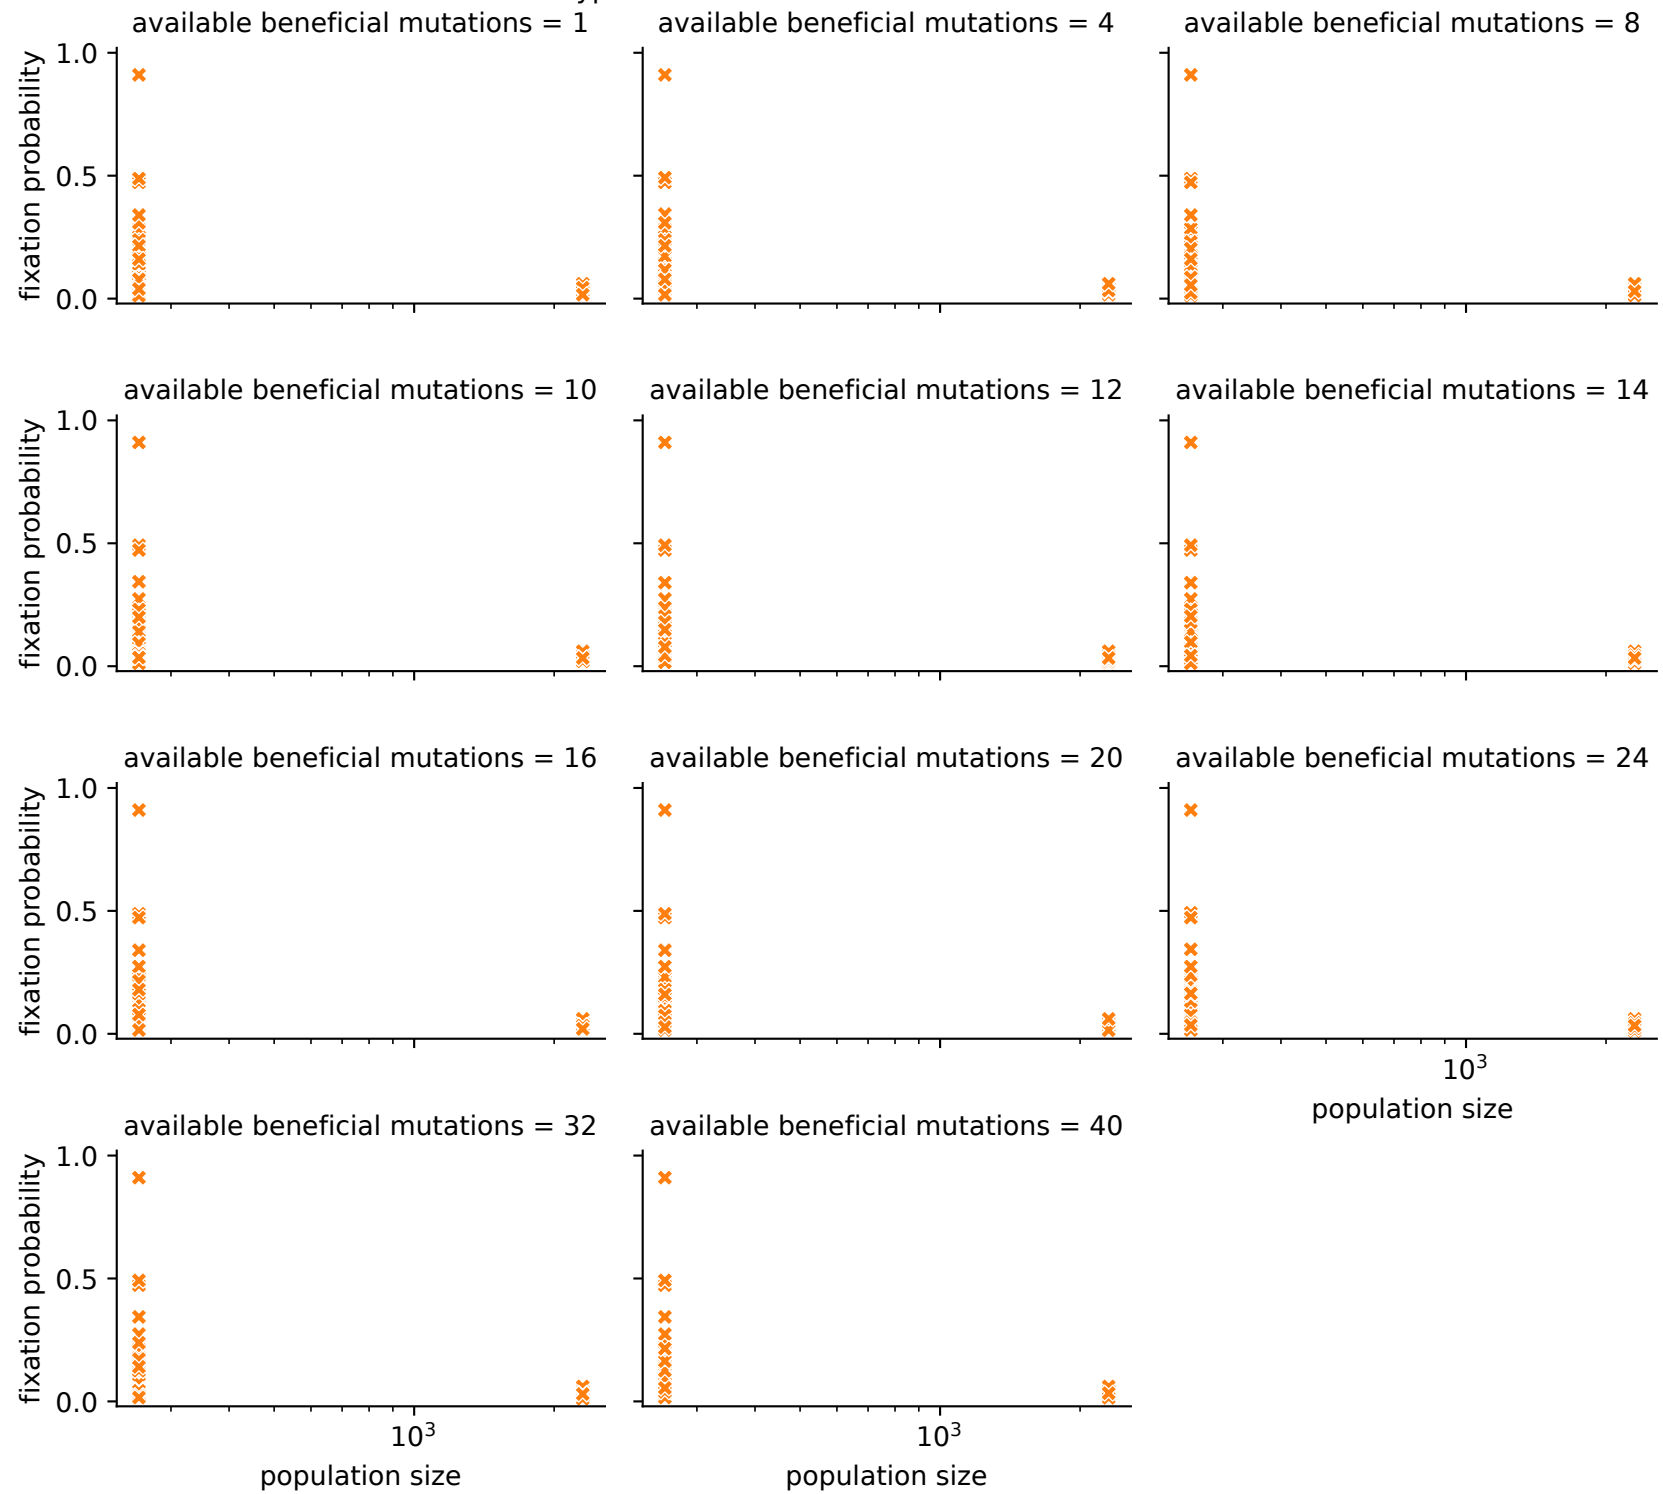 available beneficial mutations = 1
available beneficial mutations = 4
available beneficial mutations = 8
fixation probability
1.0
0.5
0.0
available beneficial mutations = 10
available beneficial mutations = 12
available beneficial mutations = 14
fixation probability
1.0
0.5
0.0
available beneficial mutations = 16
available beneficial mutations = 20
available beneficial mutations = 24
fixation probability
1.0
0.5
0.0
10³
population size
available beneficial mutations = 32
available beneficial mutations = 40
fixation probability
1.0
0.5
0.0
10³
10³
population size
population size